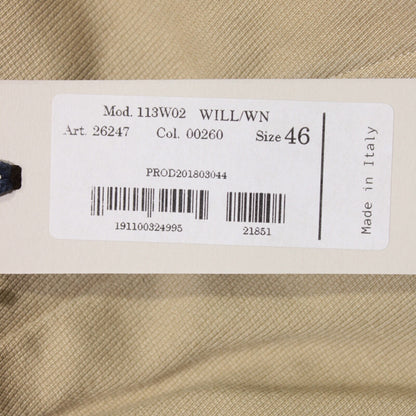 Mod. 113W02 WILL/WN
Art. 26247 Col. 00260 Size 46
PROD201803044
191100324995 21851
Made in Italy